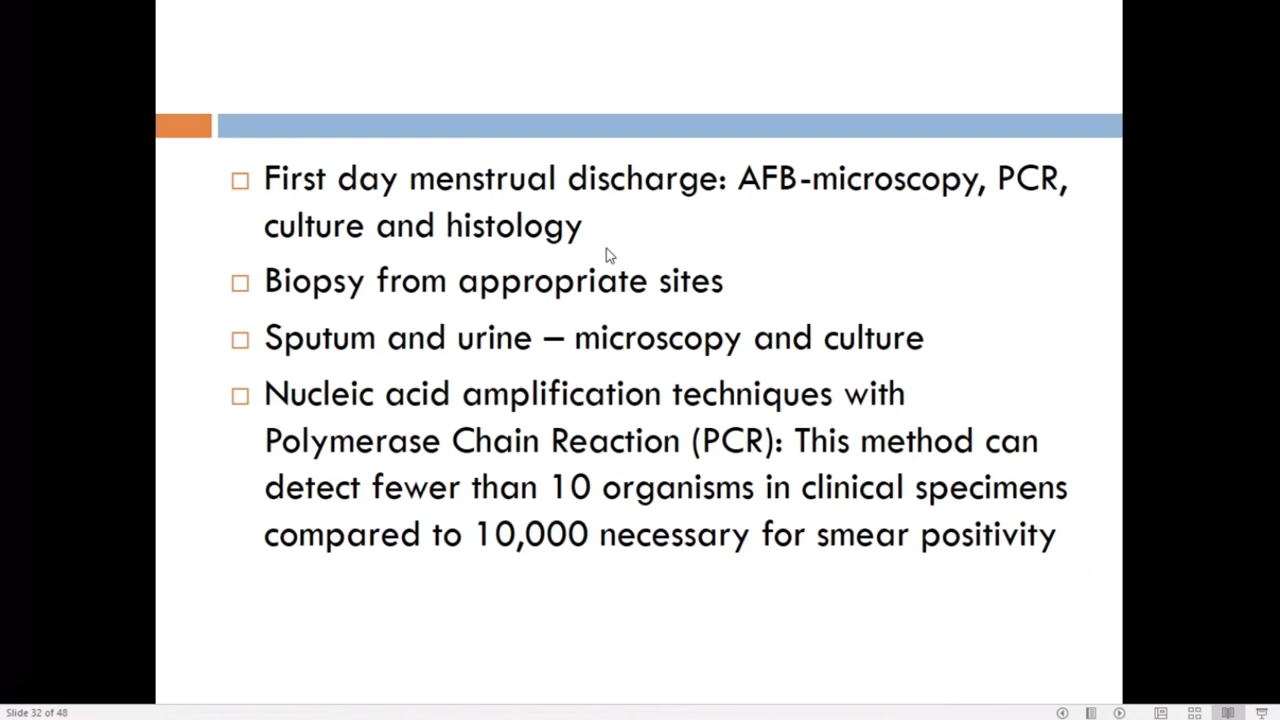 First day menstrual discharge: AFB-microscopy, PCR,
culture and histology
Biopsy from appropriate sites
Sputum and urine – microscopy and culture
Nucleic acid amplification techniques with
Polymerase Chain Reaction (PCR): This method can
detect fewer than 10 organisms in clinical specimens
compared to 10,000 necessary for smear positivity
Slide 32 of 48